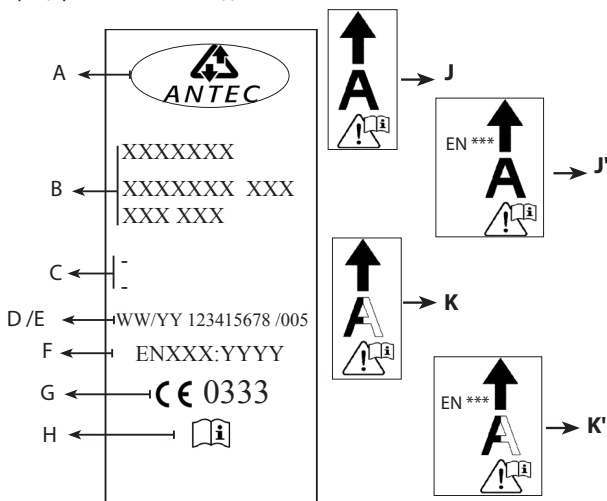 A
ANTEC
B
XXXXXXX
XXXXXXX XXX
XXX XXX
C
-
-
D /E
WW/YY 123415678 /005
F
ENXXX:YYYY
G
CE 0333
H
i
A
i
J
EN ***
A
i
J'
A
i
K
EN ***
A
i
K'